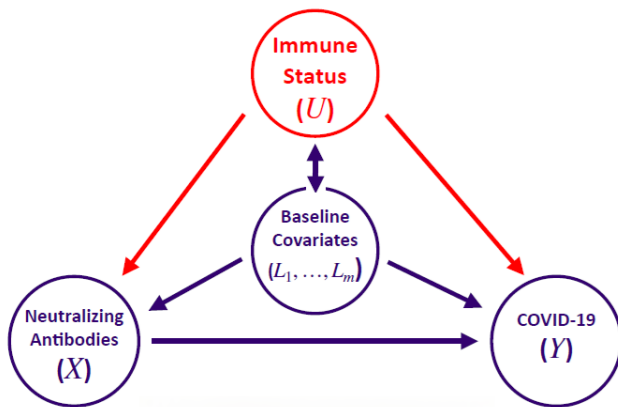 Immune
Status
(U)
Baseline
Covariates
(L₁, …, Lₘ)
Neutralizing
Antibodies
(X)
COVID-19
(Y)